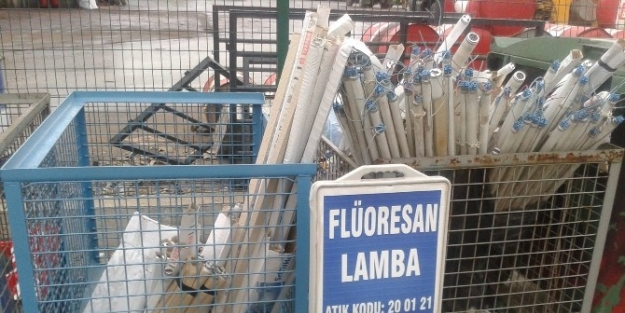 FLÜORESAN
LAMBA
ATIK KODU: 20 01 21